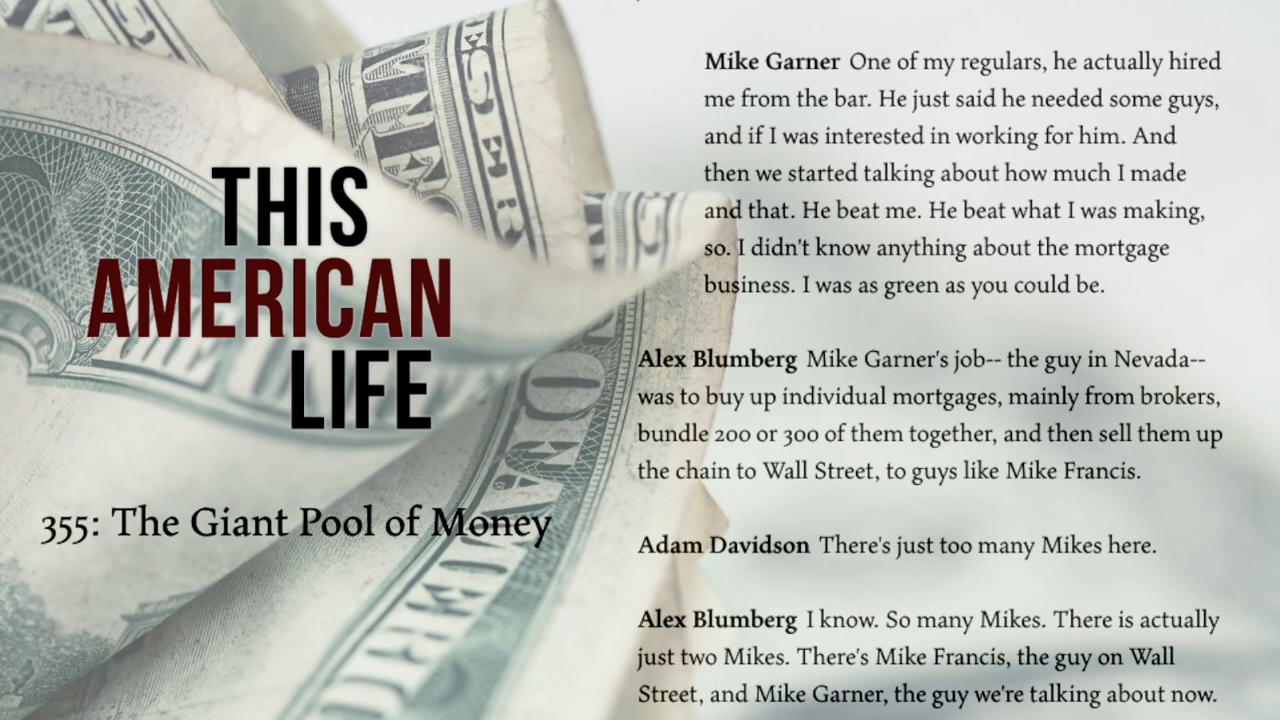 THIS
AMERICAN
LIFE
355: The Giant Pool of Money
Mike Garner One of my regulars, he actually hired
me from the bar. He just said he needed some guys,
and if I was interested in working for him. And
then we started talking about how much I made
and that. He beat me. He beat what I was making,
so. I didn't know anything about the mortgage
business. I was as green as you could be.
Alex Blumberg Mike Garner's job-- the guy in Nevada--
was to buy up individual mortgages, mainly from brokers,
bundle 200 or 300 of them together, and then sell them up
the chain to Wall Street, to guys like Mike Francis.
Adam Davidson There's just too many Mikes here.
Alex Blumberg I know. So many Mikes. There is actually
just two Mikes. There's Mike Francis, the guy on Wall
Street, and Mike Garner, the guy we're talking about now.